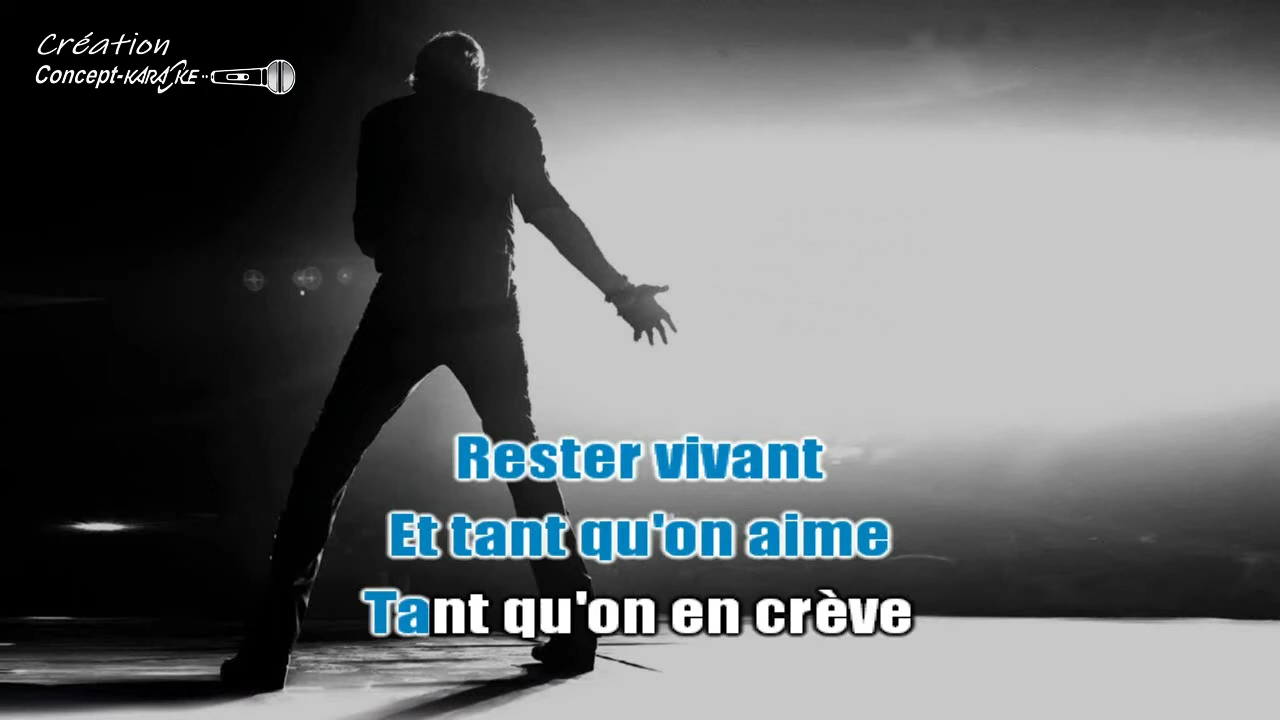 Création
Concept-KARAOKE
Rester vivant
Et tant qu'on aime
Tant qu'on en crève